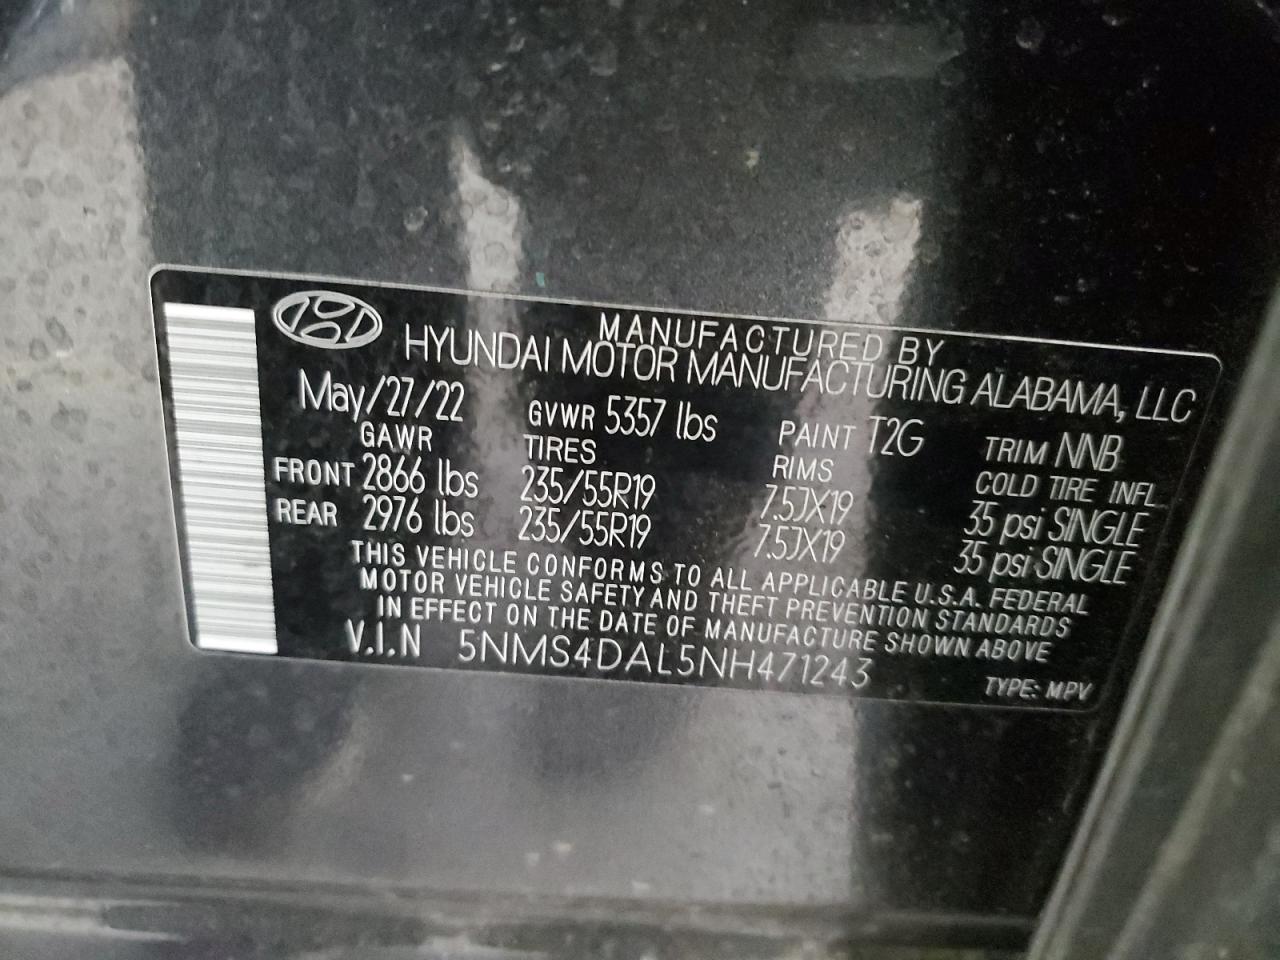 MANUFACTURED BY
HYUNDAI MOTOR MANUFACTURING ALABAMA, LLC
May/27/22 GVWR 5357 lbs PAINT T2G TRIM NNB
GAWR TIRES RIMS COLD TIRE INFL.
FRONT 2866 lbs 235/55R19 7.5JX19 35 psi SINGLE
REAR 2976 lbs 235/55R19 7.5JX19 35 psi SINGLE
THIS VEHICLE CONFORMS TO ALL APPLICABLE U.S.A. FEDERAL
MOTOR VEHICLE SAFETY AND THEFT PREVENTION STANDARDS
IN EFFECT ON THE DATE OF MANUFACTURE SHOWN ABOVE
V.I.N 5NMS4DAL5NH471243 TYPE: MPV